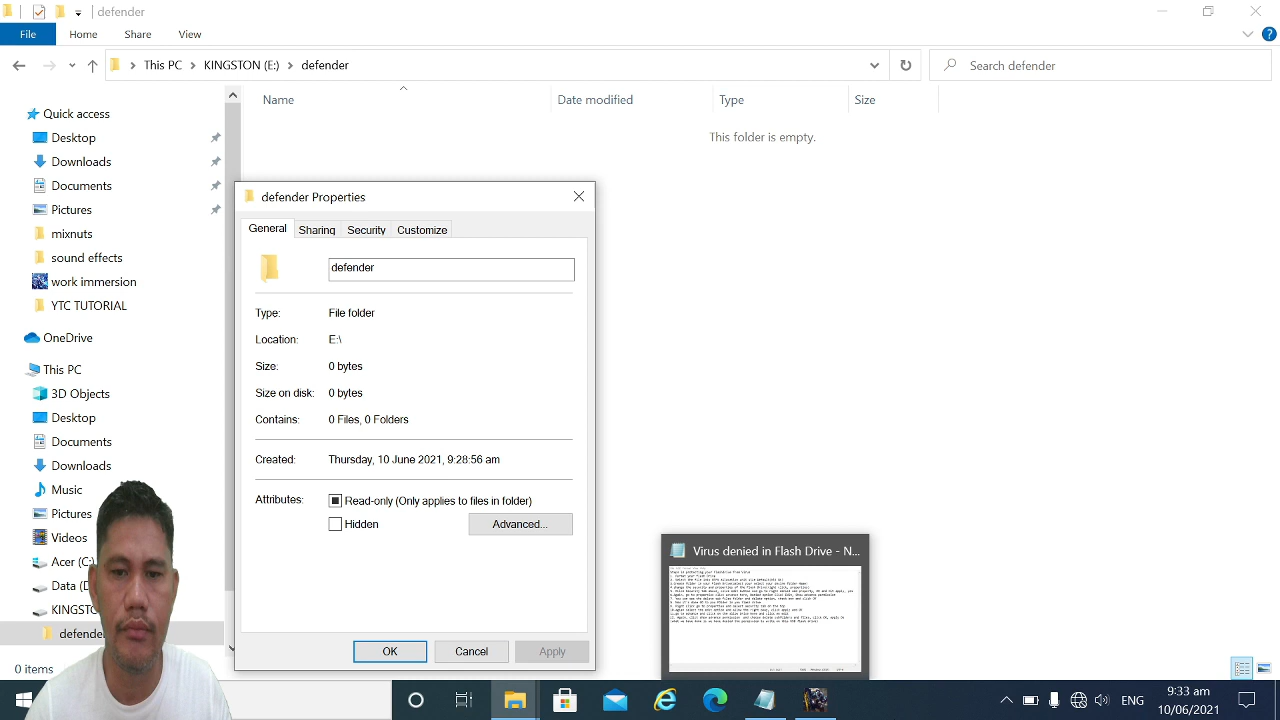 defender
File
Home
Share
View
This PC
KINGSTON (E:)
defender
Search defender
Name
Date modified
Type
Size
This folder is empty.
Quick access
Desktop
Downloads
Documents
Pictures
mixnuts
sound effects
work immersion
YTC TUTORIAL
OneDrive
This PC
3D Objects
Desktop
Documents
Downloads
Music
Pictures
Videos
Acer (C:)
Data
KINGSTO
defende
0 items
defender Properties
General
Sharing
Security
Customize
defender
Type:
File folder
Location:
E:\
Size:
0 bytes
Size on disk:
0 bytes
Contains:
0 Files, 0 Folders
Created:
Thursday, 10 June 2021, 9:28:56 am
Attributes:
Read-only (Only applies to files in folder)
Hidden
Advanced...
OK
Cancel
Apply
Virus denied in Flash Drive - N...
ENG
9:33 am
10/06/2021